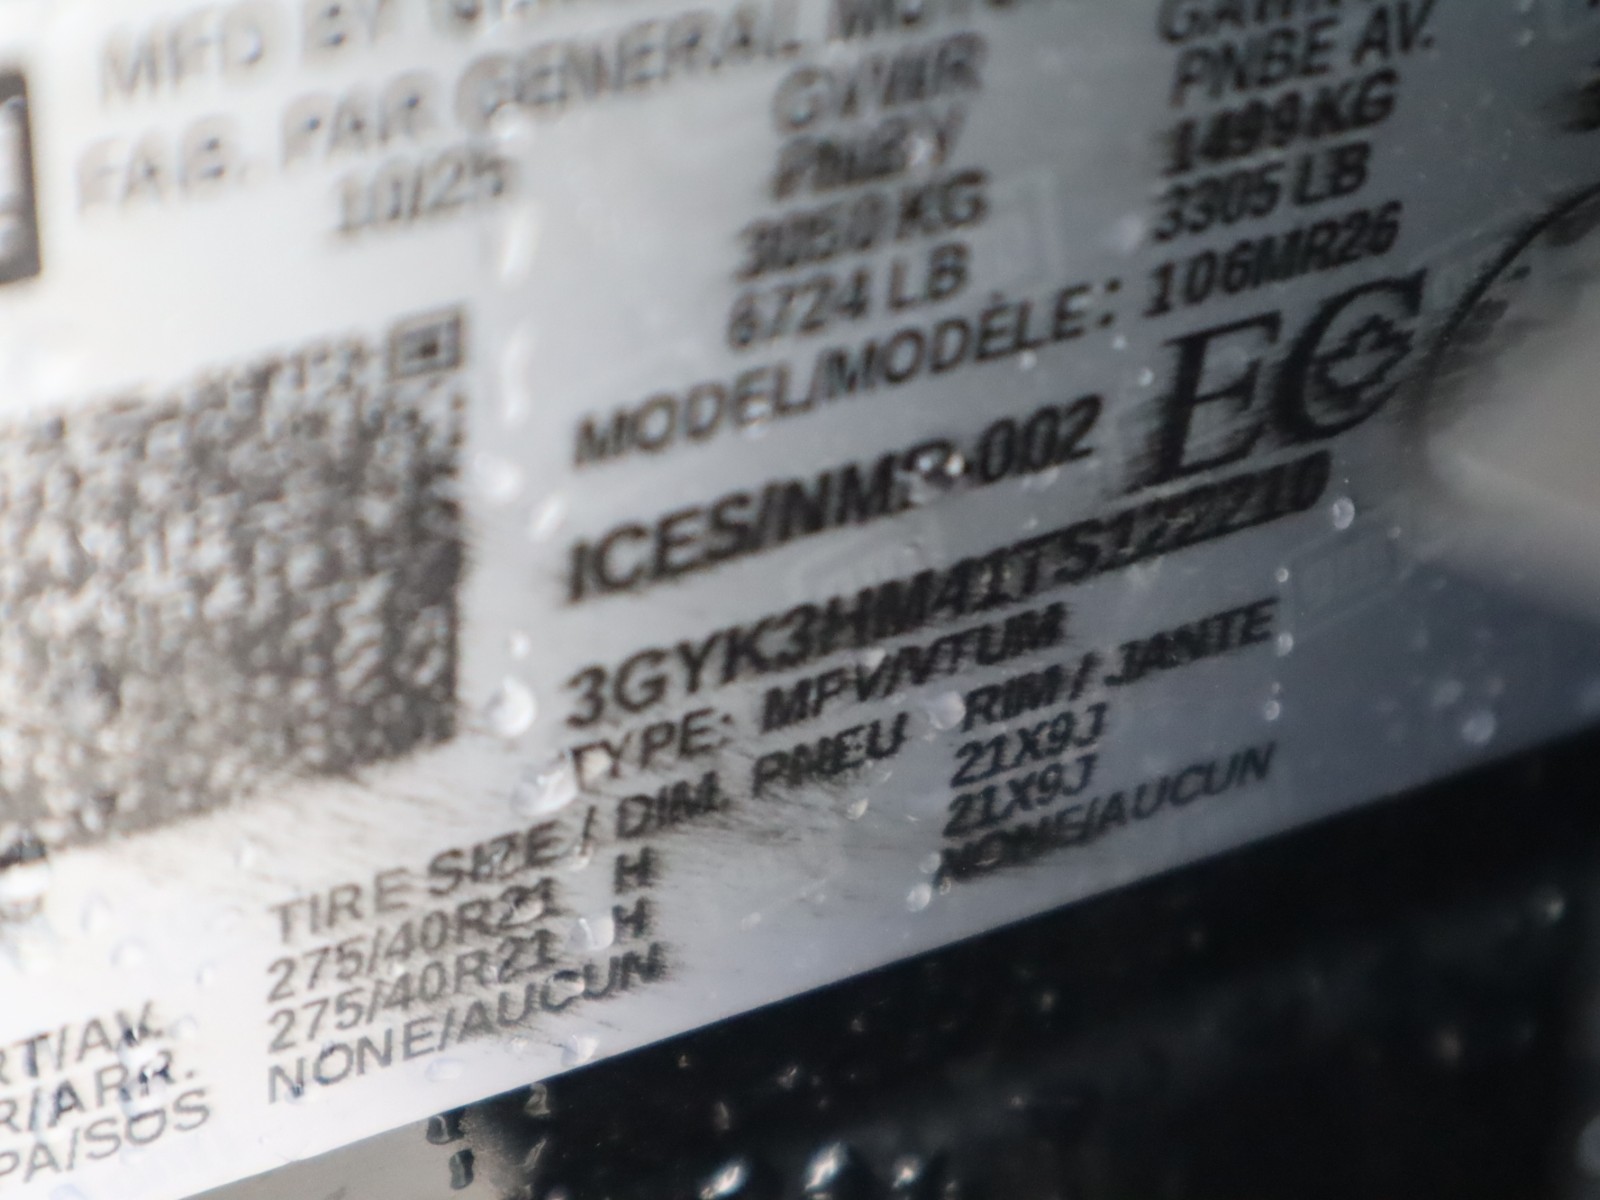 MFD BY
FAB. PAR GENERAL
10/25
GVWR
PNBV
3050 KG
6724 LB
PNBE AV.
1499 KG
3305 LB
MODEL/MODÈLE: 106MR26
ICES/NMB-002
EC
TYPE: MPV/VTUM
TIRE SIZE / DIM. PNEU RIM / JANTE
RT/AV. 275/40R21 H 21X9J
R/ARR. 275/40R21 H 21X9J
PA/SOS NONE/AUCUN NONE/AUCUN